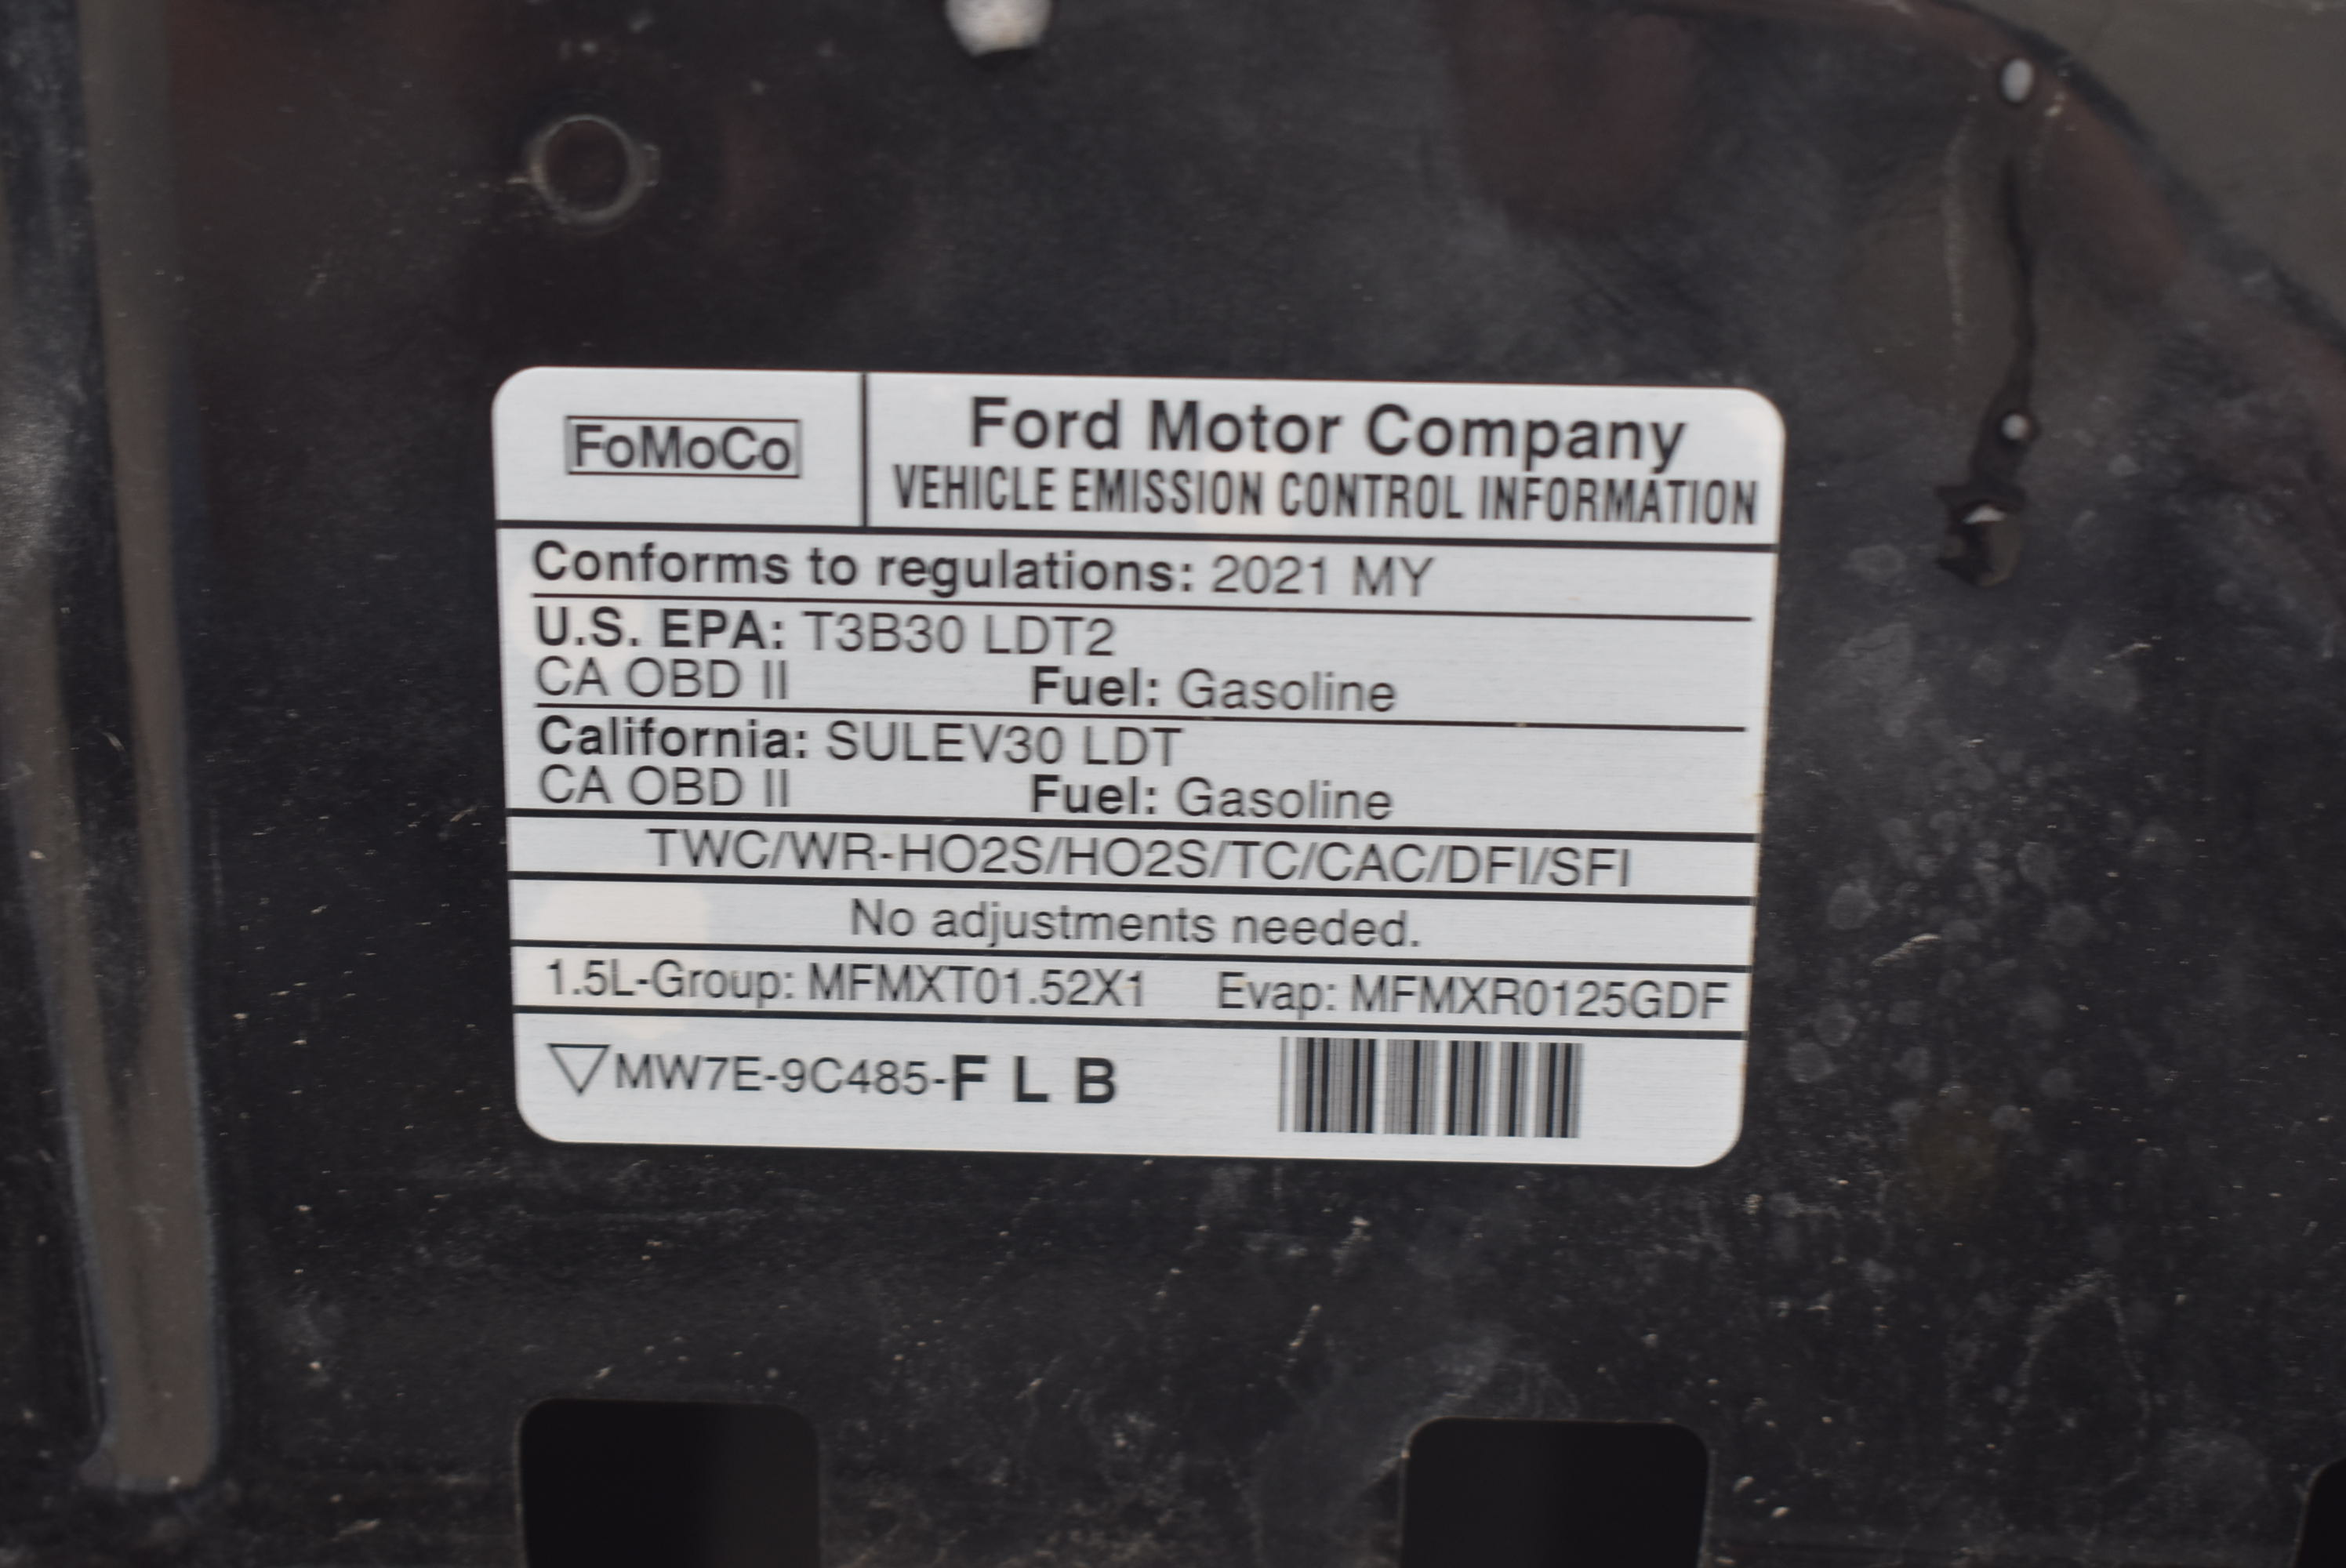 FoMoCo
Ford Motor Company
VEHICLE EMISSION CONTROL INFORMATION
Conforms to regulations: 2021 MY
U.S. EPA: T3B30 LDT2
CA OBD II Fuel: Gasoline
California: SULEV30 LDT
CA OBD II Fuel: Gasoline
TWC/WR-HO2S/HO2S/TC/CAC/DFI/SFI
No adjustments needed.
1.5L-Group: MFMXT01.52X1 Evap: MFMXR0125GDF
MW7E-9C485-F L B